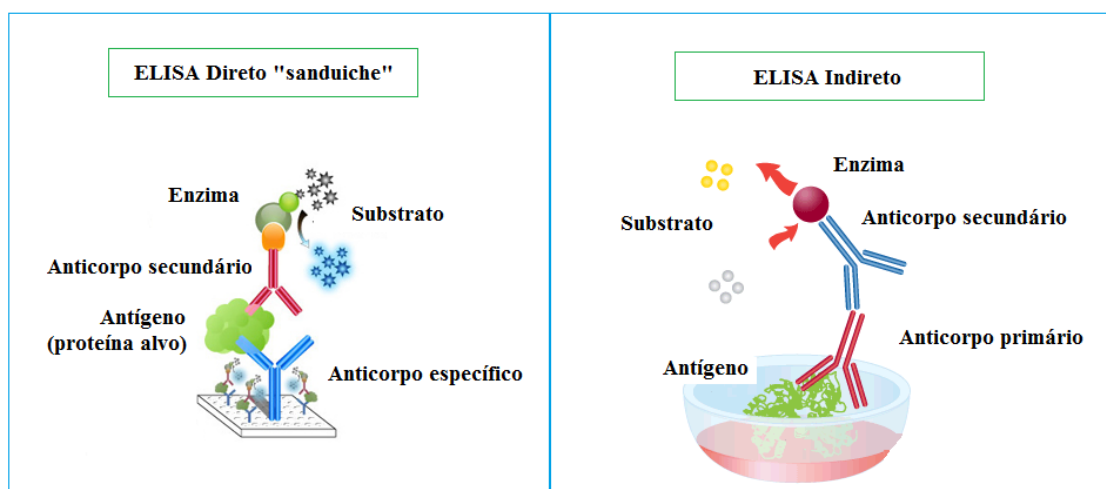 ELISA Direto "sanduiche"
Enzima
Substrato
Anticorpo secundário
Antígeno
(proteína alvo)
Anticorpo específico
ELISA Indireto
Enzima
Substrato
Anticorpo secundário
Anticorpo primário
Antígeno